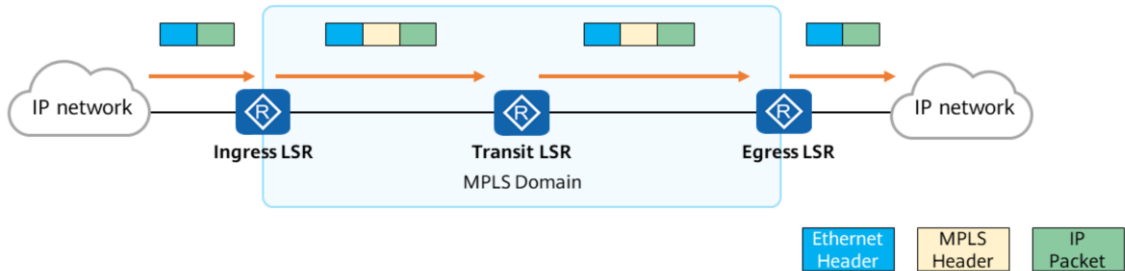 IP network
R
R
R
IP network
Ingress LSR
Transit LSR
Egress LSR
MPLS Domain
Ethernet
Header
MPLS
Header
IP
Packet